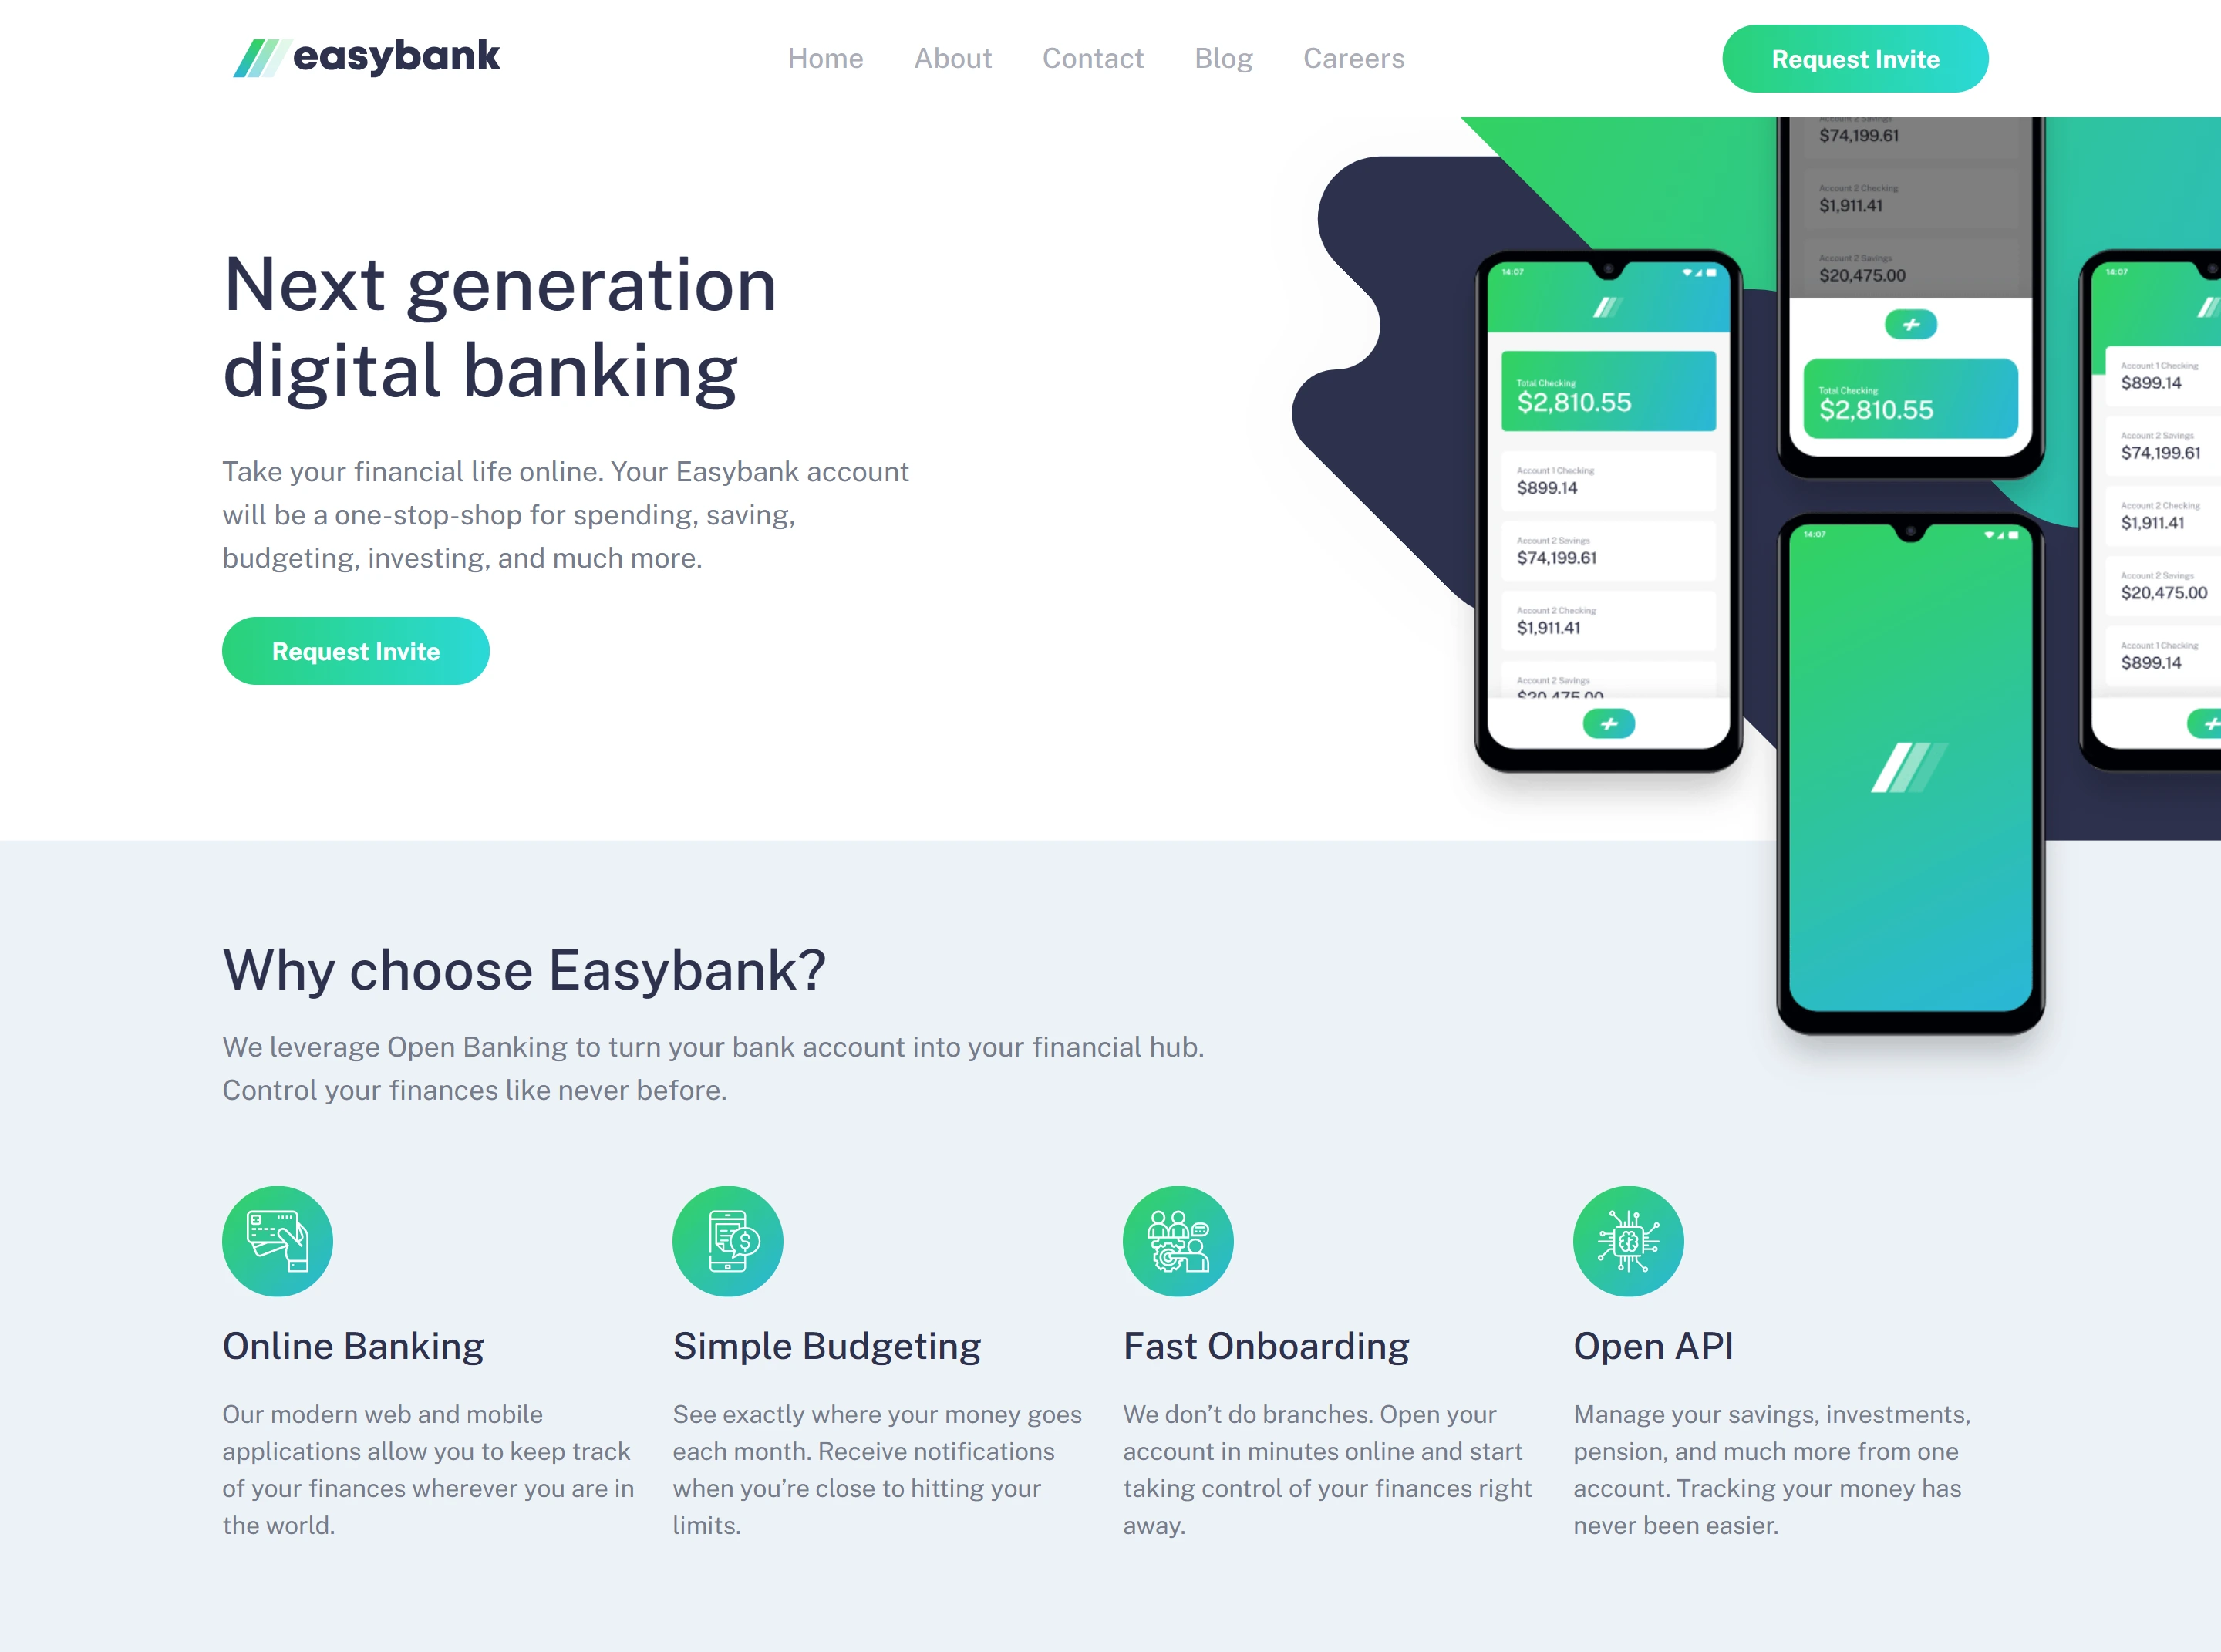 easybank
Home About Contact Blog Careers
Request Invite
Next generation
digital banking
Take your financial life online. Your Easybank account
will be a one-stop-shop for spending, saving,
budgeting, investing, and much more.
Request Invite
14:07
Total Checking
$2,810.55
Account 1 Checking
$899.14
Account 2 Savings
$74,199.61
Account 2 Checking
$1,911.41
Account 2 Savings
$20,475.00
Account 2 Savings
$74,199.61
Account 2 Checking
$1,911.41
Account 2 Savings
$20,475.00
Total Checking
$2,810.55
14:07
14:07
Account 1 Checking
$899.14
Account 2 Savings
$74,199.61
Account 2 Checking
$1,911.41
Account 2 Savings
$20,475.00
Account 1 Checking
$899.14
Why choose Easybank?
We leverage Open Banking to turn your bank account into your financial hub.
Control your finances like never before.
Online Banking
Our modern web and mobile
applications allow you to keep track
of your finances wherever you are in
the world.
Simple Budgeting
See exactly where your money goes
each month. Receive notifications
when you’re close to hitting your
limits.
Fast Onboarding
We don’t do branches. Open your
account in minutes online and start
taking control of your finances right
away.
Open API
Manage your savings, investments,
pension, and much more from one
account. Tracking your money has
never been easier.